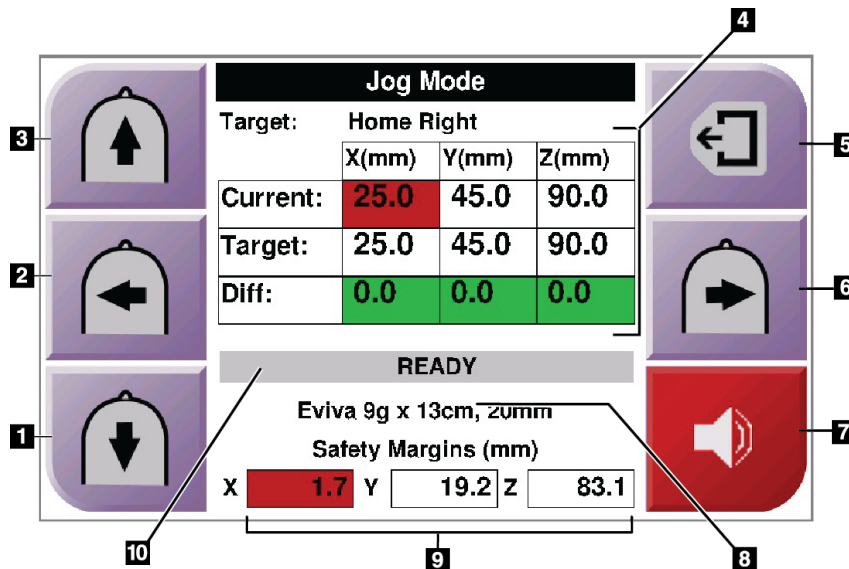 4
Jog Mode
3
Target: Home Right
5
X(mm) Y(mm) Z(mm)
Current: 25.0 45.0 90.0
Target: 25.0 45.0 90.0
2
Diff: 0.0 0.0 0.0
6
READY
Eviva 9g x 13cm, 20mm
1
7
Safety Margins (mm)
X 1.7 Y 19.2 Z 83.1
10
9
8